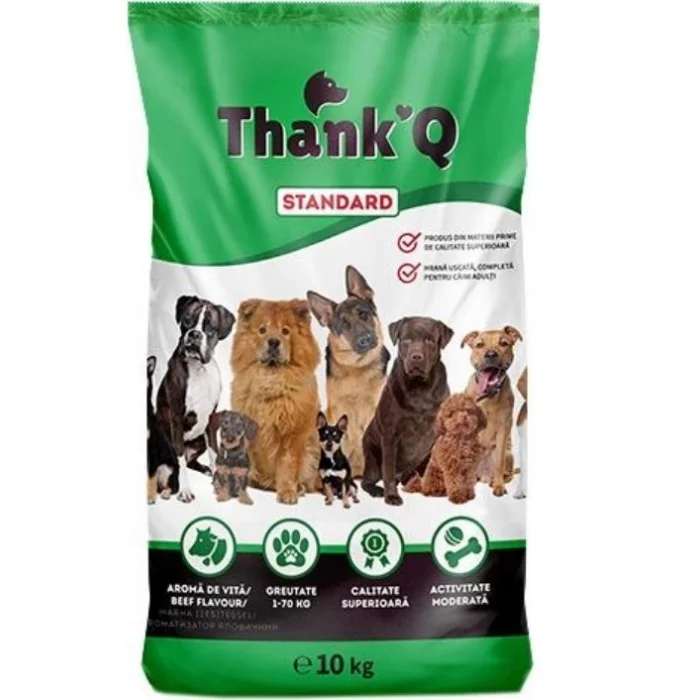 Thank'Q
STANDARD
PRODUS DIN MATERII PRIME
DE CALITATE SUPERIOARĂ
HRANĂ USCATĂ, COMPLETĂ
PENTRU CÂINI ADULȚI
1
AROMĂ DE VITĂ/
BEEF FLAVOUR/
GREUTATE
1-70 KG
CALITATE
SUPERIOARĂ
ACTIVITATE
MODERATĂ
℮ 10 kg